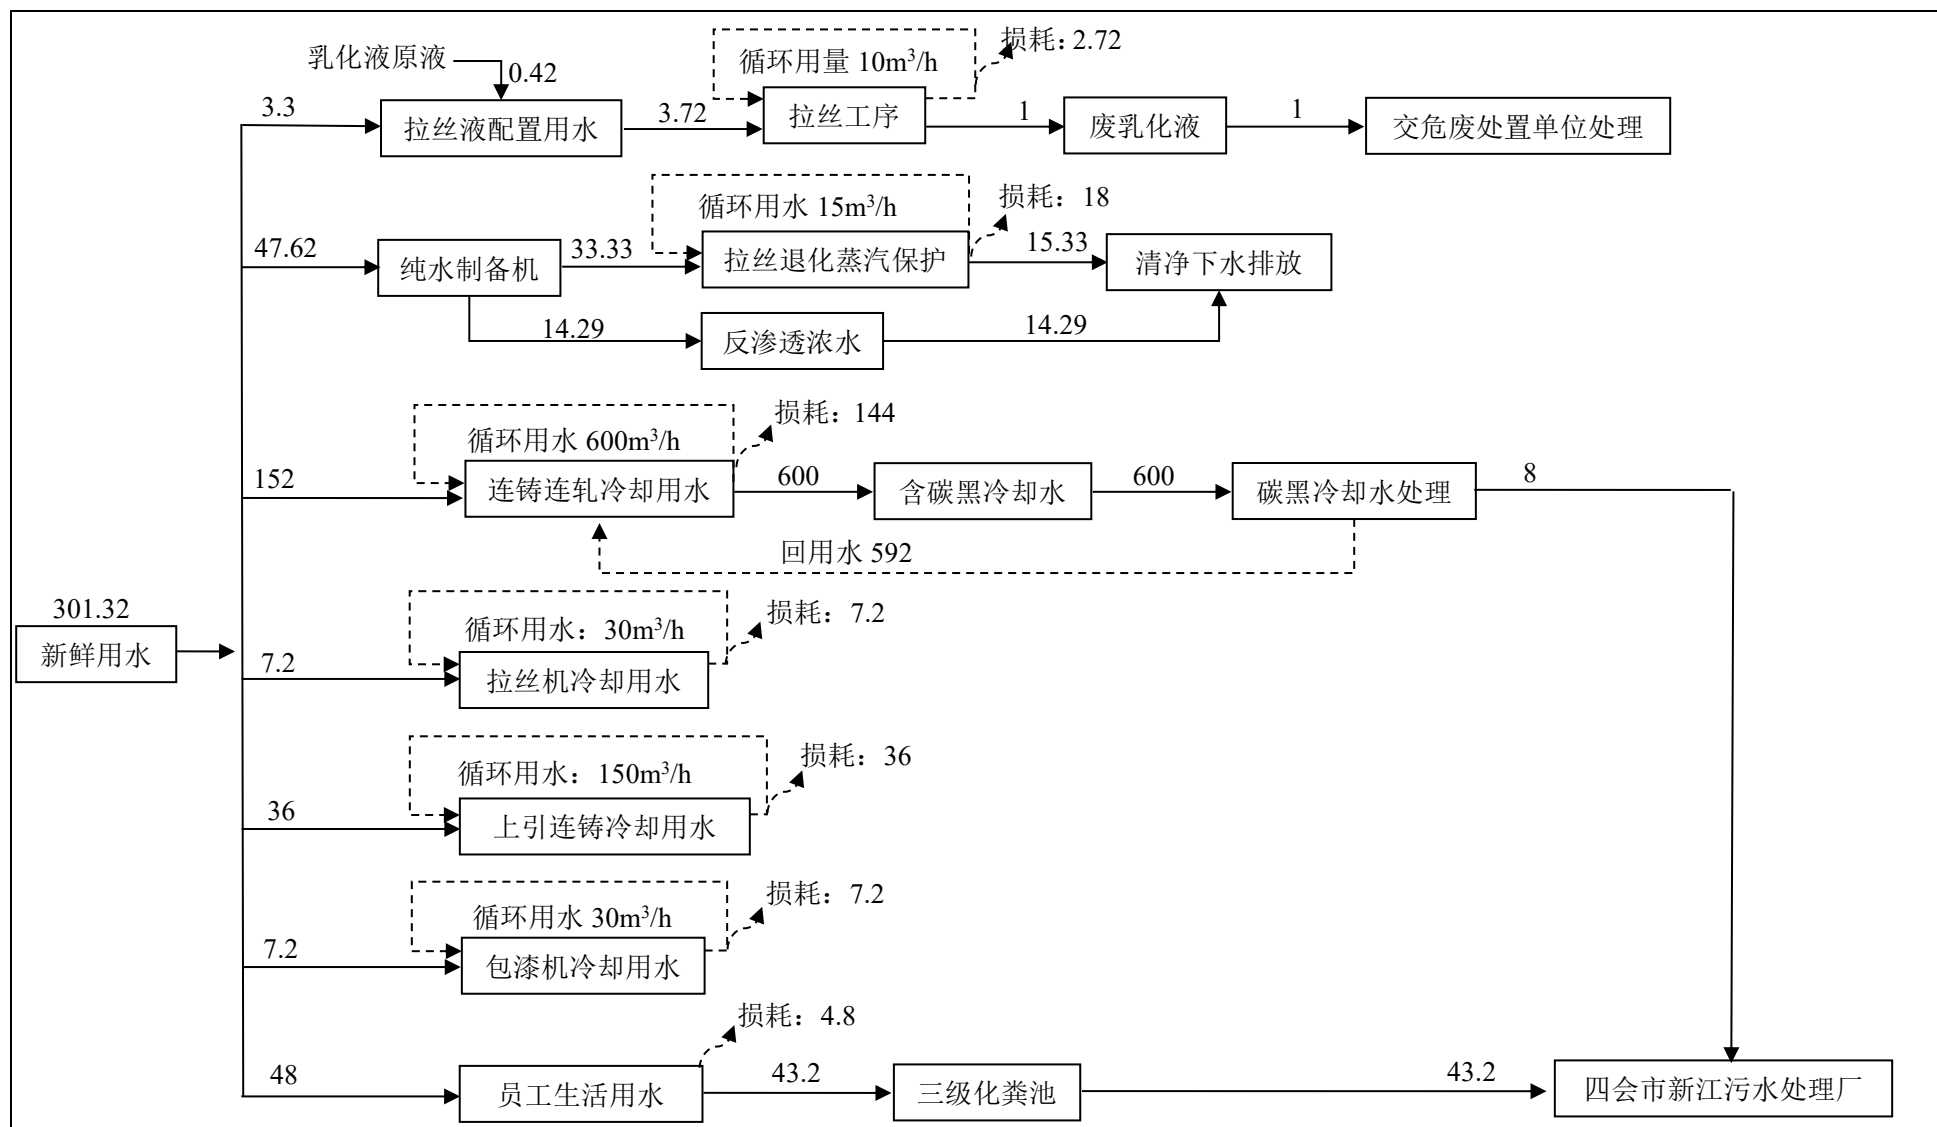 损耗：2.72
循环用量 10m³/h
乳化液原液
0.42
3.3
拉丝液配置用水
3.72
拉丝工序
1
废乳化液
1
交危废处置单位处理
损耗：18
循环用水 15m³/h
47.62
纯水制备机
33.33
拉丝退化蒸汽保护
15.33
清净下水排放
14.29
反渗透浓水
14.29
损耗：144
循环用水 600m³/h
152
连铸连轧冷却用水
600
含碳黑冷却水
600
碳黑冷却水处理
8
回用水 592
301.32
新鲜用水
损耗：7.2
循环用水：30m³/h
7.2
拉丝机冷却用水
损耗：36
循环用水：150m³/h
36
上引连铸冷却用水
损耗：7.2
循环用水 30m³/h
7.2
包漆机冷却用水
损耗：4.8
48
员工生活用水
43.2
三级化粪池
43.2
四会市新江污水处理厂